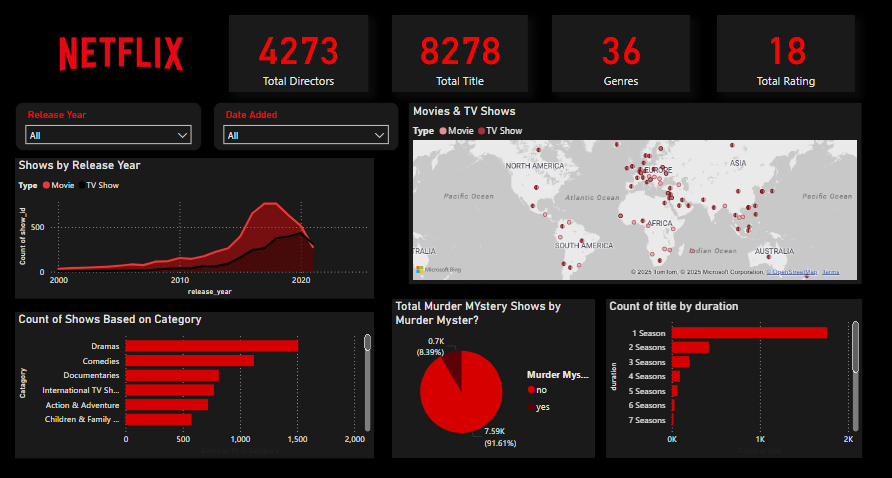 NETFLIX
4273
Total Directors
8278
Total Title
36
Genres
18
Total Rating
Release Year
All
Date Added
All
Movies & TV Shows
Type Movie TV Show
NORTH AMERICA
EUROPE
ASIA
Pacific Ocean
Atlantic Ocean
Pacific Ocean
AFRICA
SOUTH AMERICA
Indian Ocean
AUSTRALIA
TRALIA
Microsoft Bing
© 2025 TomTom, © 2025 Microsoft Corporation, © OpenStreetMap Terms
Shows by Release Year
Type Movie TV Show
Count of show_id
500
0
2000
2010
2020
release_year
Count of Shows Based on Category
Catagory
Dramas
Comedies
Documentaries
International TV Sh...
Action & Adventure
Children & Family ...
0
500
1,000
1,500
2,000
Total Murder MYstery Shows by
Murder Myster?
0.7K
(8.39%)
7.59K
(91.61%)
Murder Mys...
no
yes
Count of title by duration
duration
1 Season
2 Seasons
3 Seasons
4 Seasons
5 Seasons
6 Seasons
7 Seasons
0K
1K
2K